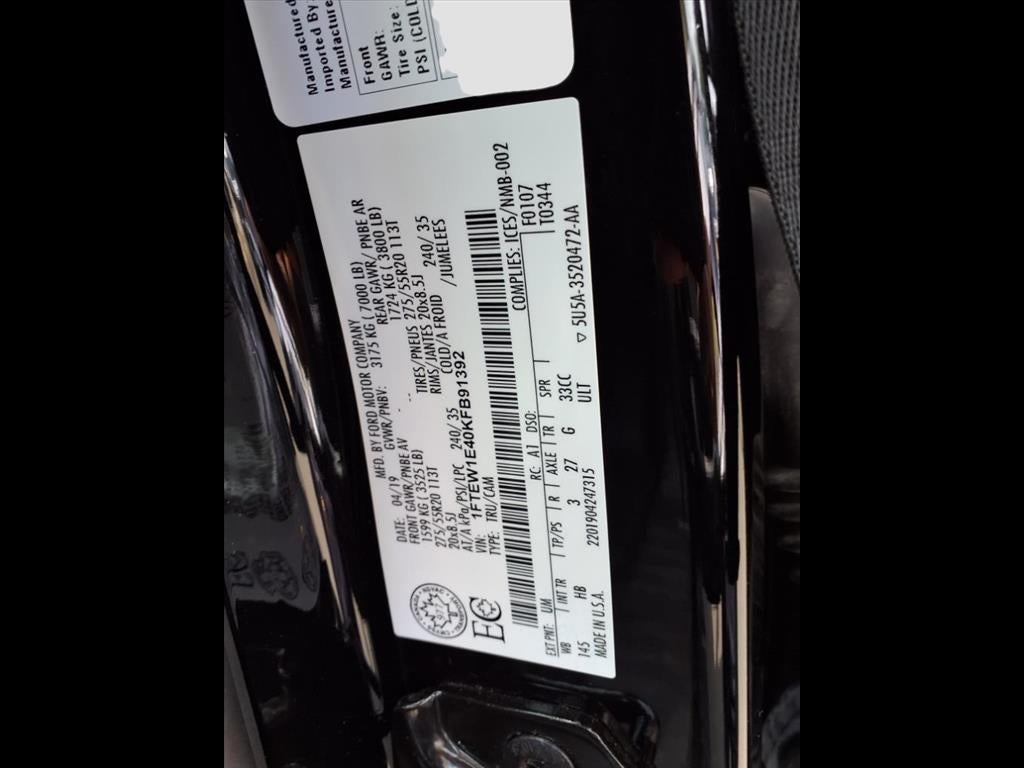 Manufactured
Imported By:
Manufacture
Front
GAWR:
Tire Size:
PSI (COLD
MFD. BY FORD MOTOR COMPANY
DATE: 04/19 GVWR/PNBV: 3175 KG ( 7000 LB)
FRONT GAWR/PNBE AV REAR GAWR/ PNBE AR
1599 KG ( 3525 LB) 1724 KG ( 3800 LB)
275/55R20 113T TIRES/PNEUS 275/55R20 113T
20x8.5J RIMS/JANTES 20x8.5J
AT/A kPa/PSI/LPC 240/ 35 COLD/A FROID 240/ 35
VIN: 1FTEW1E40KFB91392 /JUMELEES
TYPE: TRU/CAM
977
EC
COMPLIES: ICES/NMB-002
EXT PNT: UM RC: A1 DSO: F0107
WB INT TR TP/PS R AXLE TR SPR T0344
145 HB 3 27 G 33CC
MADE IN U.S.A. 2201904247315 ULT 5U5A-3520472-AA